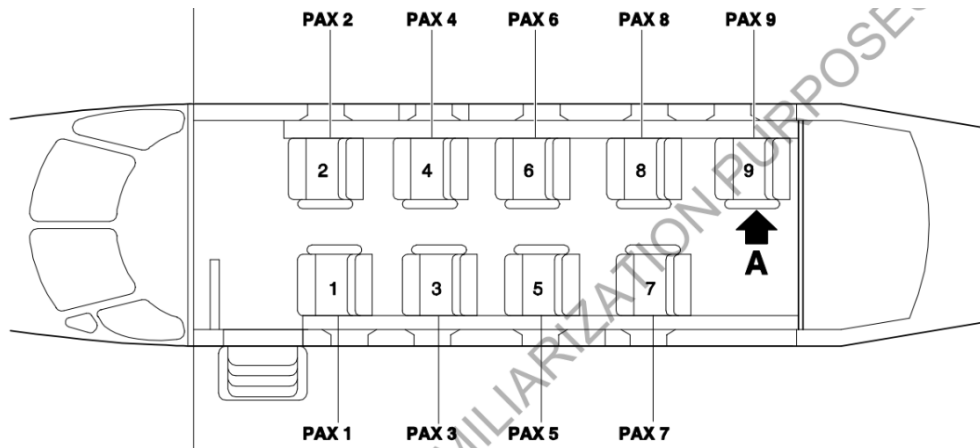 PAX 2 PAX 4 PAX 6 PAX 8 PAX 9
2 4 6 8 9
A
1 3 5 7
PAX 1 PAX 3 PAX 5 PAX 7
MILIARIZATION PURPOSES